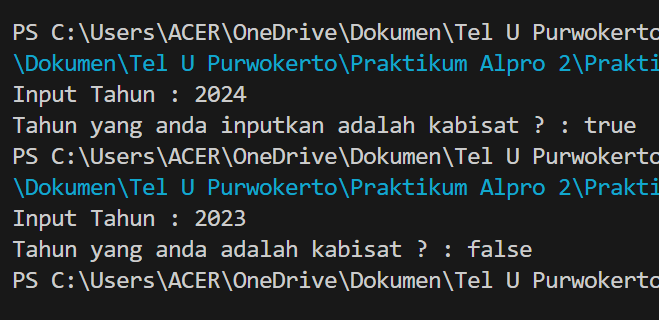 PS C:\Users\ACER\OneDrive\Dokumen\Tel U Purwokerto
\Dokumen\Tel U Purwokerto\Praktikum Alpro 2\Prakti
Input Tahun : 2024
Tahun yang anda inputkan adalah kabisat ? : true
PS C:\Users\ACER\OneDrive\Dokumen\Tel U Purwokerto
\Dokumen\Tel U Purwokerto\Praktikum Alpro 2\Prakti
Input Tahun : 2023
Tahun yang anda adalah kabisat ? : false
PS C:\Users\ACER\OneDrive\Dokumen\Tel U Purwokerto